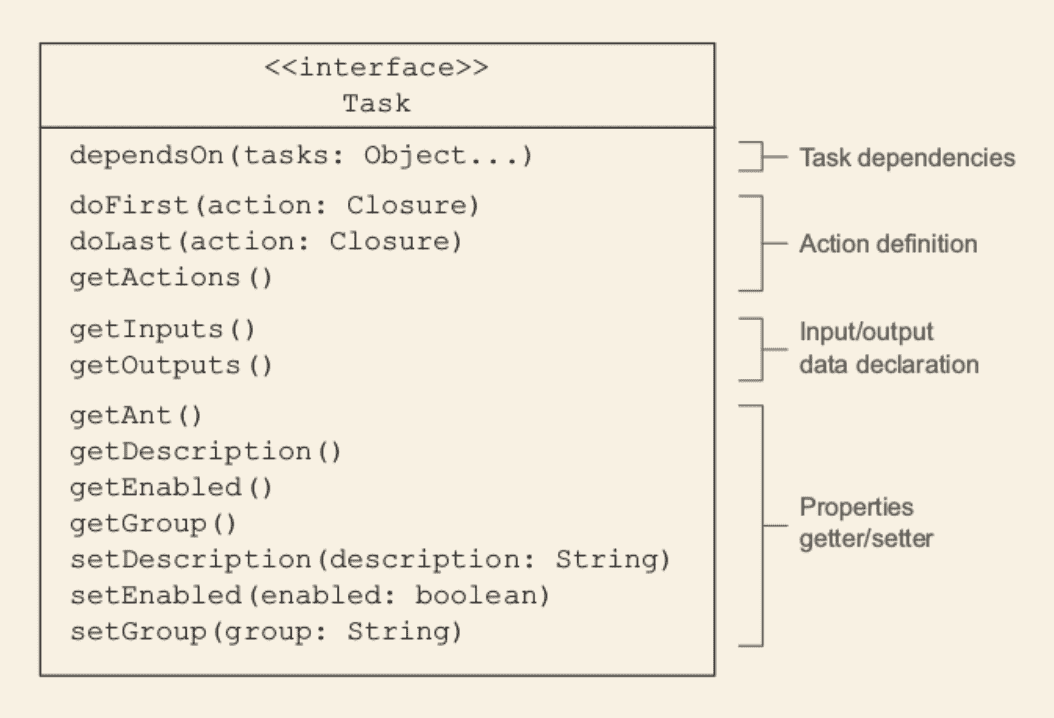 <<interface>>
Task
dependsOn(tasks: Object...)
Task dependencies
doFirst(action: Closure)
doLast(action: Closure)
getActions()
Action definition
getInputs()
getOutputs()
Input/output
data declaration
getAnt()
getDescription()
getEnabled()
getGroup()
setDescription(description: String)
setEnabled(enabled: boolean)
setGroup(group: String)
Properties
getter/setter